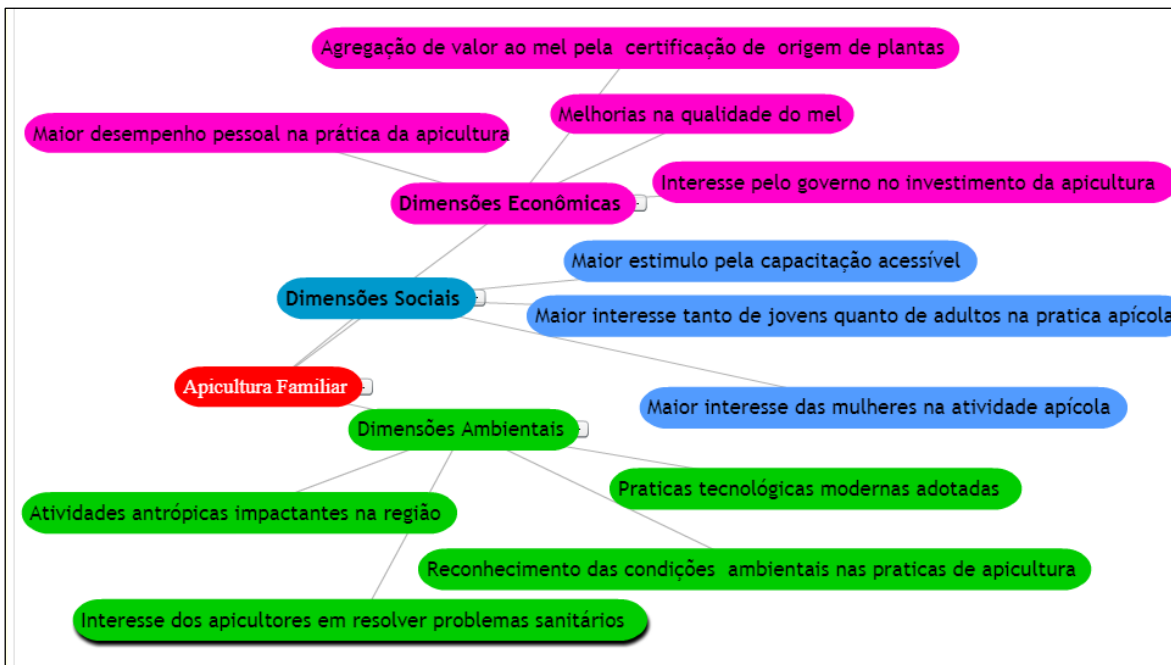 Agregação de valor ao mel pela certificação de origem de plantas
Melhorias na qualidade do mel
Maior desempenho pessoal na prática da apicultura
Interesse pelo governo no investimento da apicultura
Dimensões Econômicas
Maior estimulo pela capacitação acessível
Dimensões Sociais
Maior interesse tanto de jovens quanto de adultos na pratica apícola
Apicultura Familiar
Maior interesse das mulheres na atividade apícola
Dimensões Ambientais
Praticas tecnológicas modernas adotadas
Atividades antrópicas impactantes na região
Reconhecimento das condições ambientais nas praticas de apicultura
Interesse dos apicultores em resolver problemas sanitários